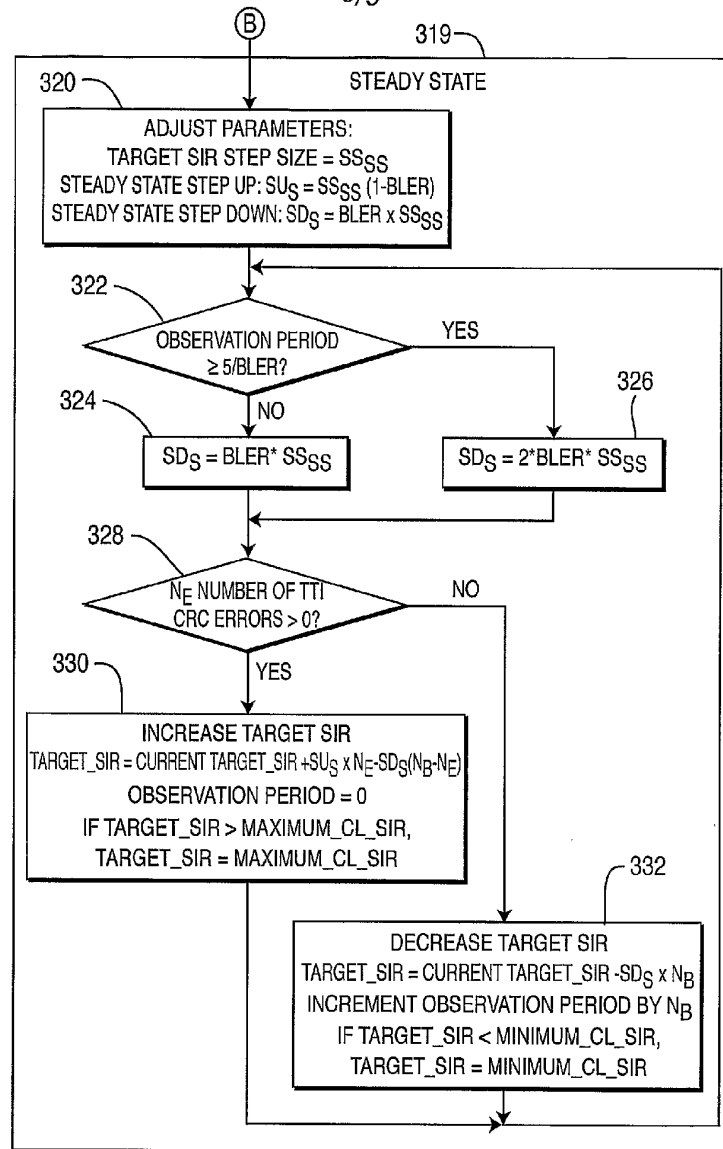 B
319
STEADY STATE
320
ADJUST PARAMETERS:
TARGET SIR STEP SIZE = SSSS
STEADY STATE STEP UP: SUS = SSSS (1-BLER)
STEADY STATE STEP DOWN: SDS = BLER x SSSS
322
OBSERVATION PERIOD
≥ 5/BLER?
YES
NO
324
SDS = BLER* SSSS
326
SDS = 2*BLER* SSSS
328
NE NUMBER OF TTI
CRC ERRORS > 0?
NO
YES
330
INCREASE TARGET SIR
TARGET_SIR = CURRENT TARGET_SIR +SUS x NE-SDS(NB-NE)
OBSERVATION PERIOD = 0
IF TARGET_SIR > MAXIMUM_CL_SIR,
TARGET_SIR = MAXIMUM_CL_SIR
332
DECREASE TARGET SIR
TARGET_SIR = CURRENT TARGET_SIR -SDS x NB
INCREMENT OBSERVATION PERIOD BY NB
IF TARGET_SIR < MINIMUM_CL_SIR,
TARGET_SIR = MINIMUM_CL_SIR